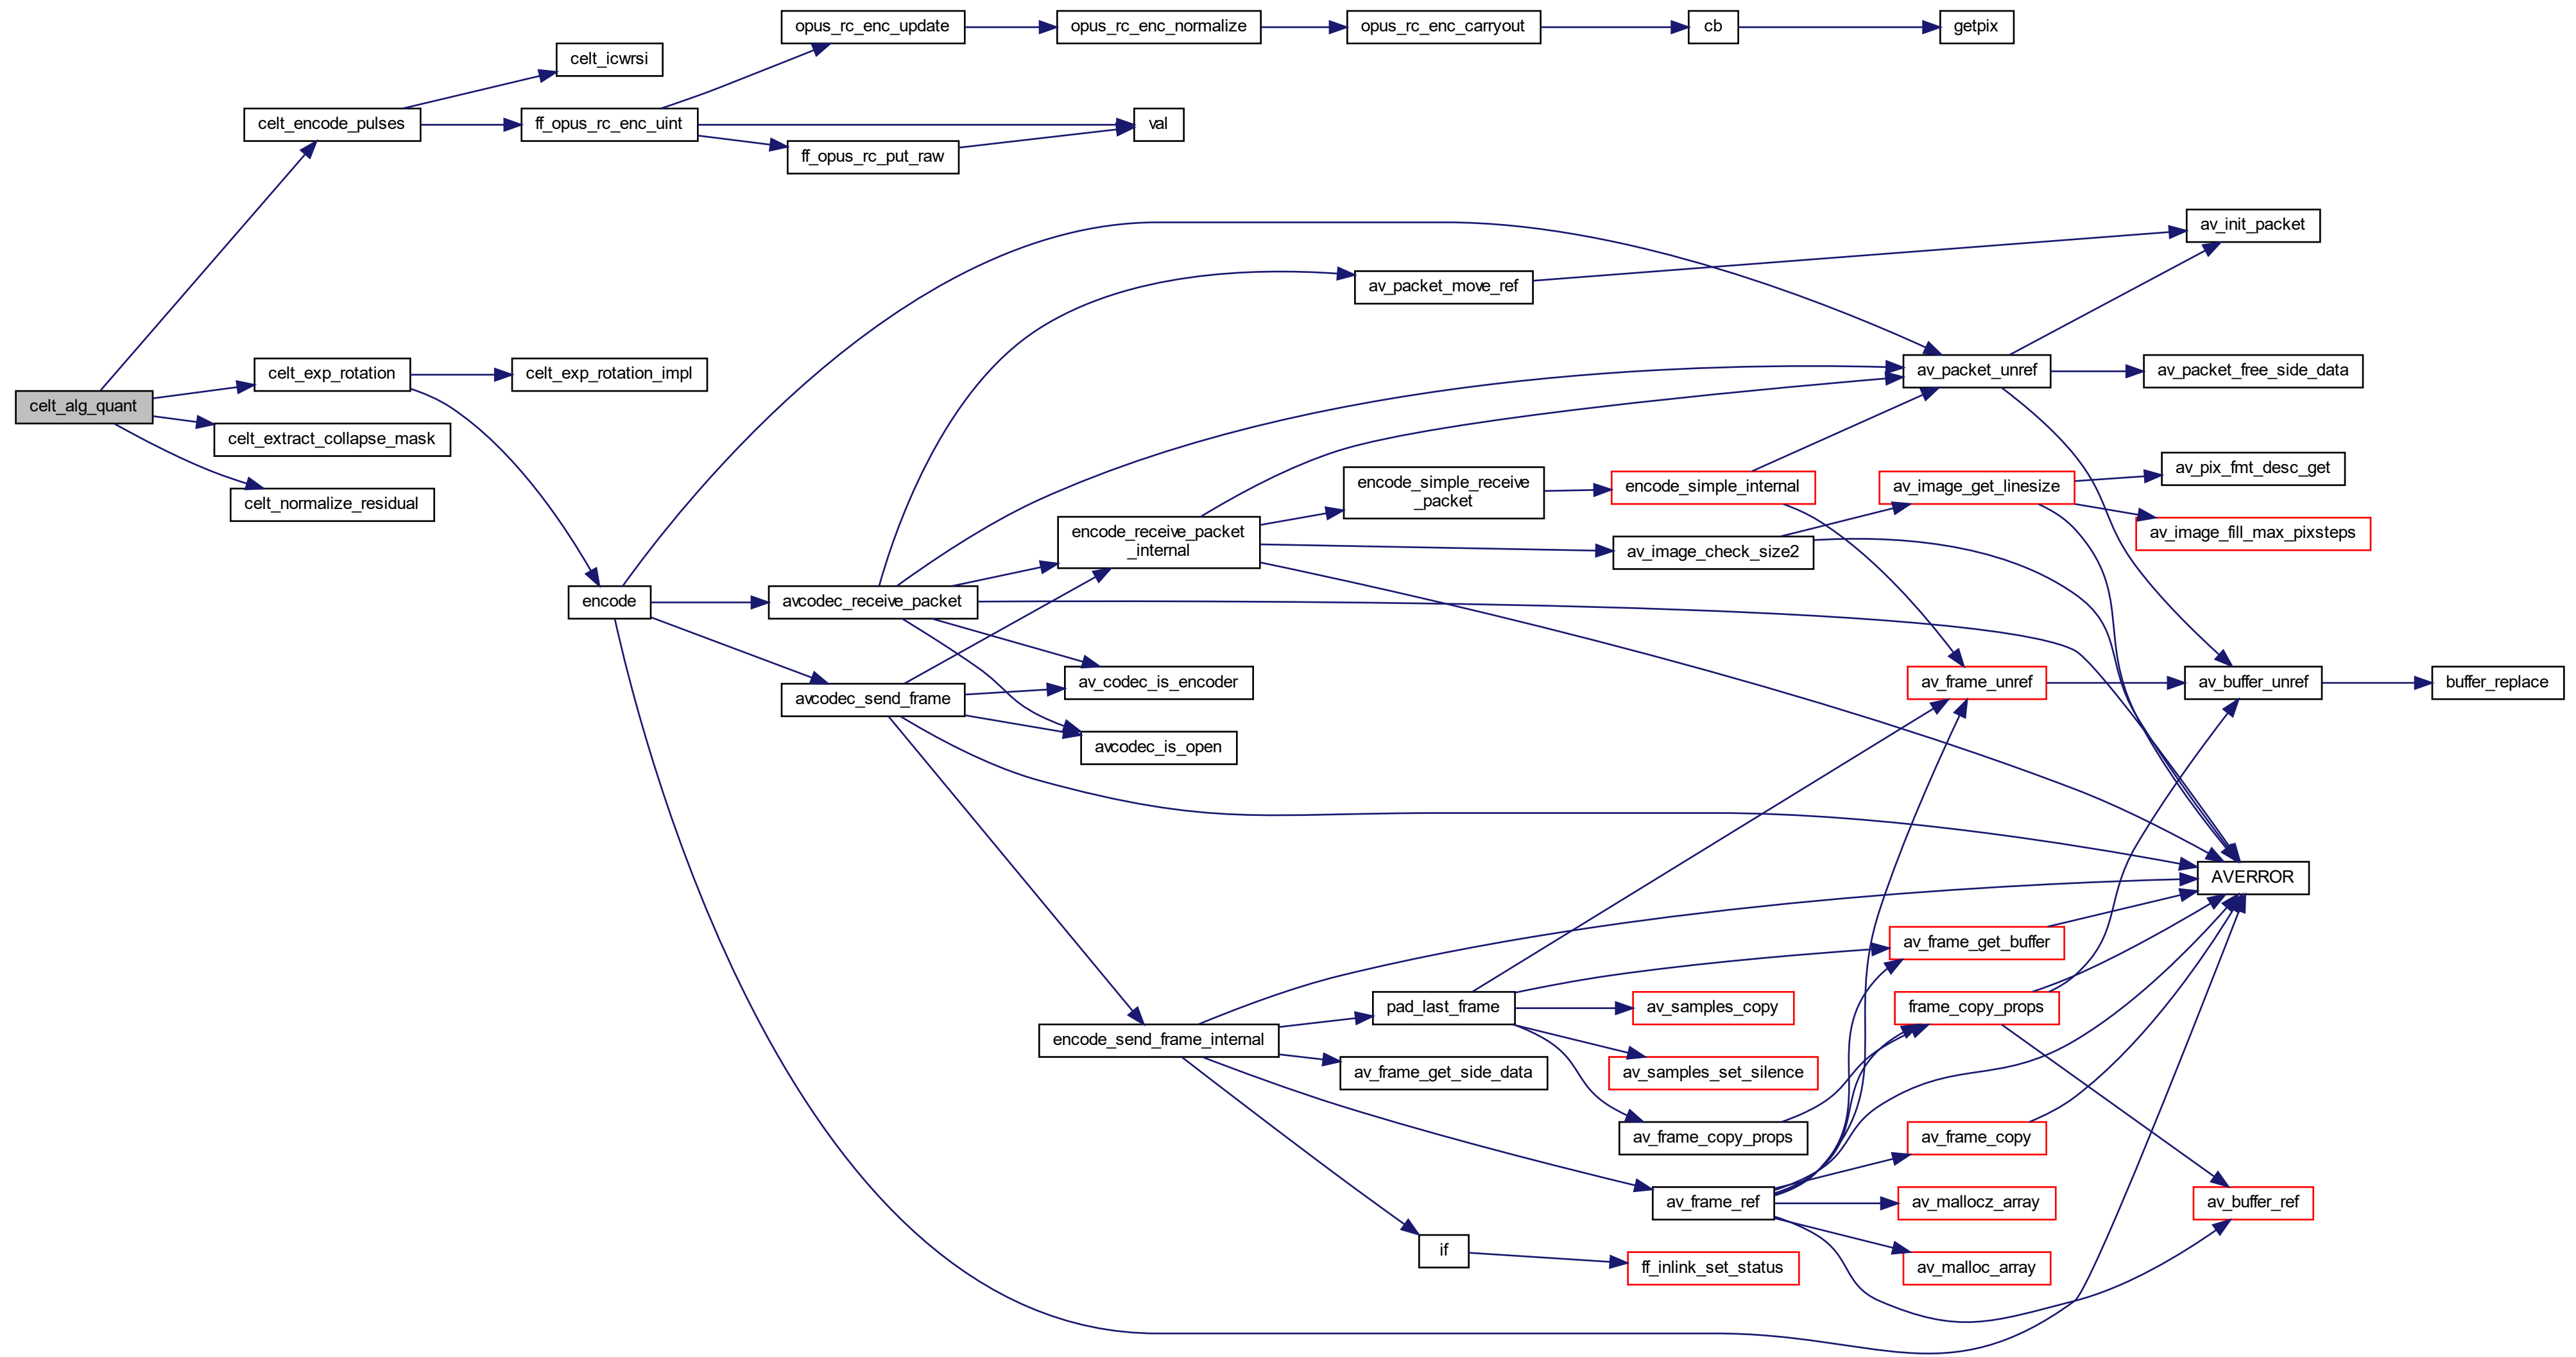 opus_rc_enc_update
opus_rc_enc_normalize
opus_rc_enc_carryout
cb
getpix
celt_icwrsi
celt_encode_pulses
ff_opus_rc_enc_uint
val
ff_opus_rc_put_raw
av_init_packet
av_packet_move_ref
celt_exp_rotation
celt_exp_rotation_impl
av_packet_unref
av_packet_free_side_data
celt_alg_quant
celt_extract_collapse_mask
celt_normalize_residual
encode_simple_receive
_packet
encode_simple_internal
av_image_get_linesize
av_pix_fmt_desc_get
av_image_fill_max_pixsteps
encode_receive_packet
_internal
av_image_check_size2
encode
avcodec_receive_packet
av_codec_is_encoder
av_frame_unref
av_buffer_unref
buffer_replace
avcodec_send_frame
avcodec_is_open
AVERROR
av_frame_get_buffer
pad_last_frame
av_samples_copy
frame_copy_props
encode_send_frame_internal
av_frame_get_side_data
av_samples_set_silence
av_frame_copy_props
av_frame_copy
av_frame_ref
av_mallocz_array
av_buffer_ref
if
ff_inlink_set_status
av_malloc_array